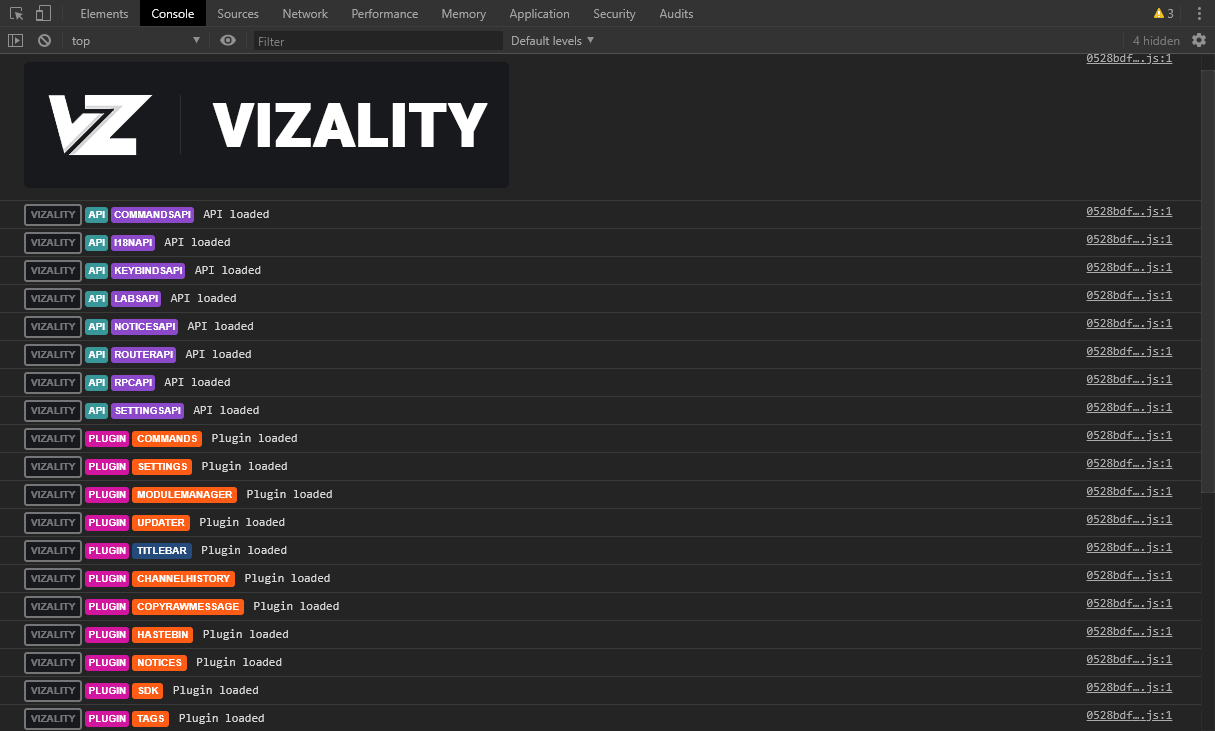 Elements Console Sources Network Performance Memory Application Security Audits 3
top Filter Default levels 4 hidden
0528bdf….js:1
VZ VIZALITY
VIZALITY API COMMANDSAPI API loaded 0528bdf….js:1
VIZALITY API I18NAPI API loaded 0528bdf….js:1
VIZALITY API KEYBINDSAPI API loaded 0528bdf….js:1
VIZALITY API LABSAPI API loaded 0528bdf….js:1
VIZALITY API NOTICESAPI API loaded 0528bdf….js:1
VIZALITY API ROUTERAPI API loaded 0528bdf….js:1
VIZALITY API RPCAPI API loaded 0528bdf….js:1
VIZALITY API SETTINGSAPI API loaded 0528bdf….js:1
VIZALITY PLUGIN COMMANDS Plugin loaded 0528bdf….js:1
VIZALITY PLUGIN SETTINGS Plugin loaded 0528bdf….js:1
VIZALITY PLUGIN MODULEMANAGER Plugin loaded 0528bdf….js:1
VIZALITY PLUGIN UPDATER Plugin loaded 0528bdf….js:1
VIZALITY PLUGIN TITLEBAR Plugin loaded 0528bdf….js:1
VIZALITY PLUGIN CHANNELHISTORY Plugin loaded 0528bdf….js:1
VIZALITY PLUGIN COPYRAWMESSAGE Plugin loaded 0528bdf….js:1
VIZALITY PLUGIN HASTEBIN Plugin loaded 0528bdf….js:1
VIZALITY PLUGIN NOTICES Plugin loaded 0528bdf….js:1
VIZALITY PLUGIN SDK Plugin loaded 0528bdf….js:1
VIZALITY PLUGIN TAGS Plugin loaded 0528bdf….js:1